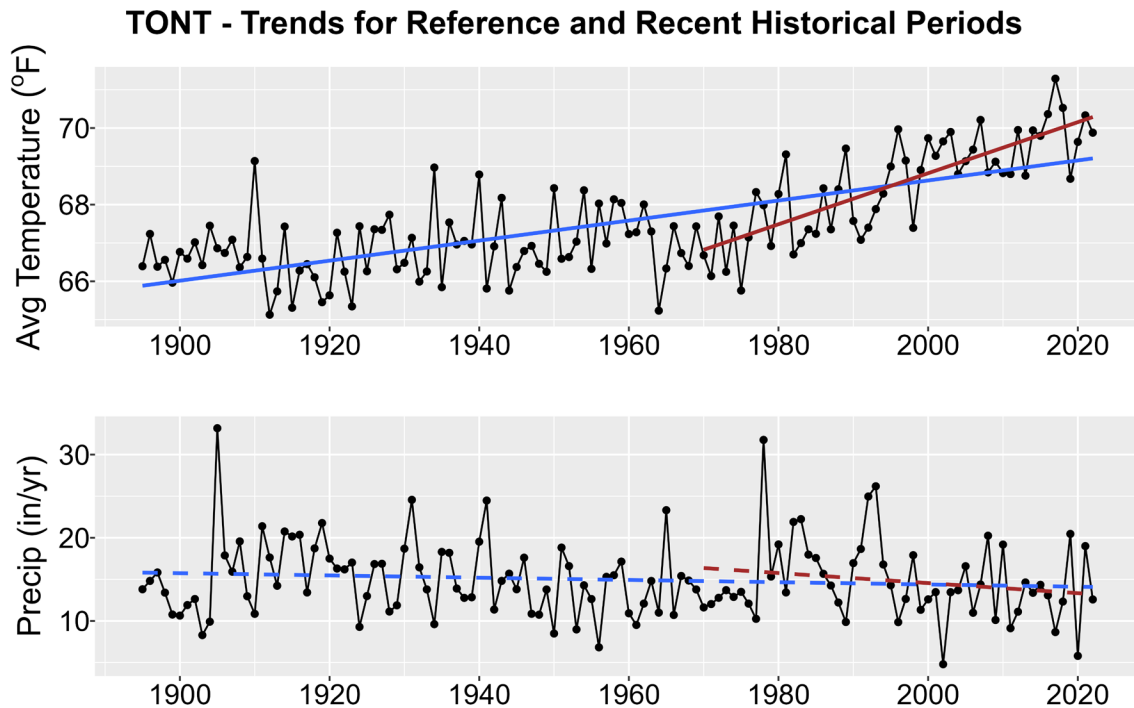 TONT - Trends for Reference and Recent Historical Periods
Avg Temperature (°F)
70
68
66
1900 1920 1940 1960 1980 2000 2020
Precip (in/yr)
30
20
10
1900 1920 1940 1960 1980 2000 2020